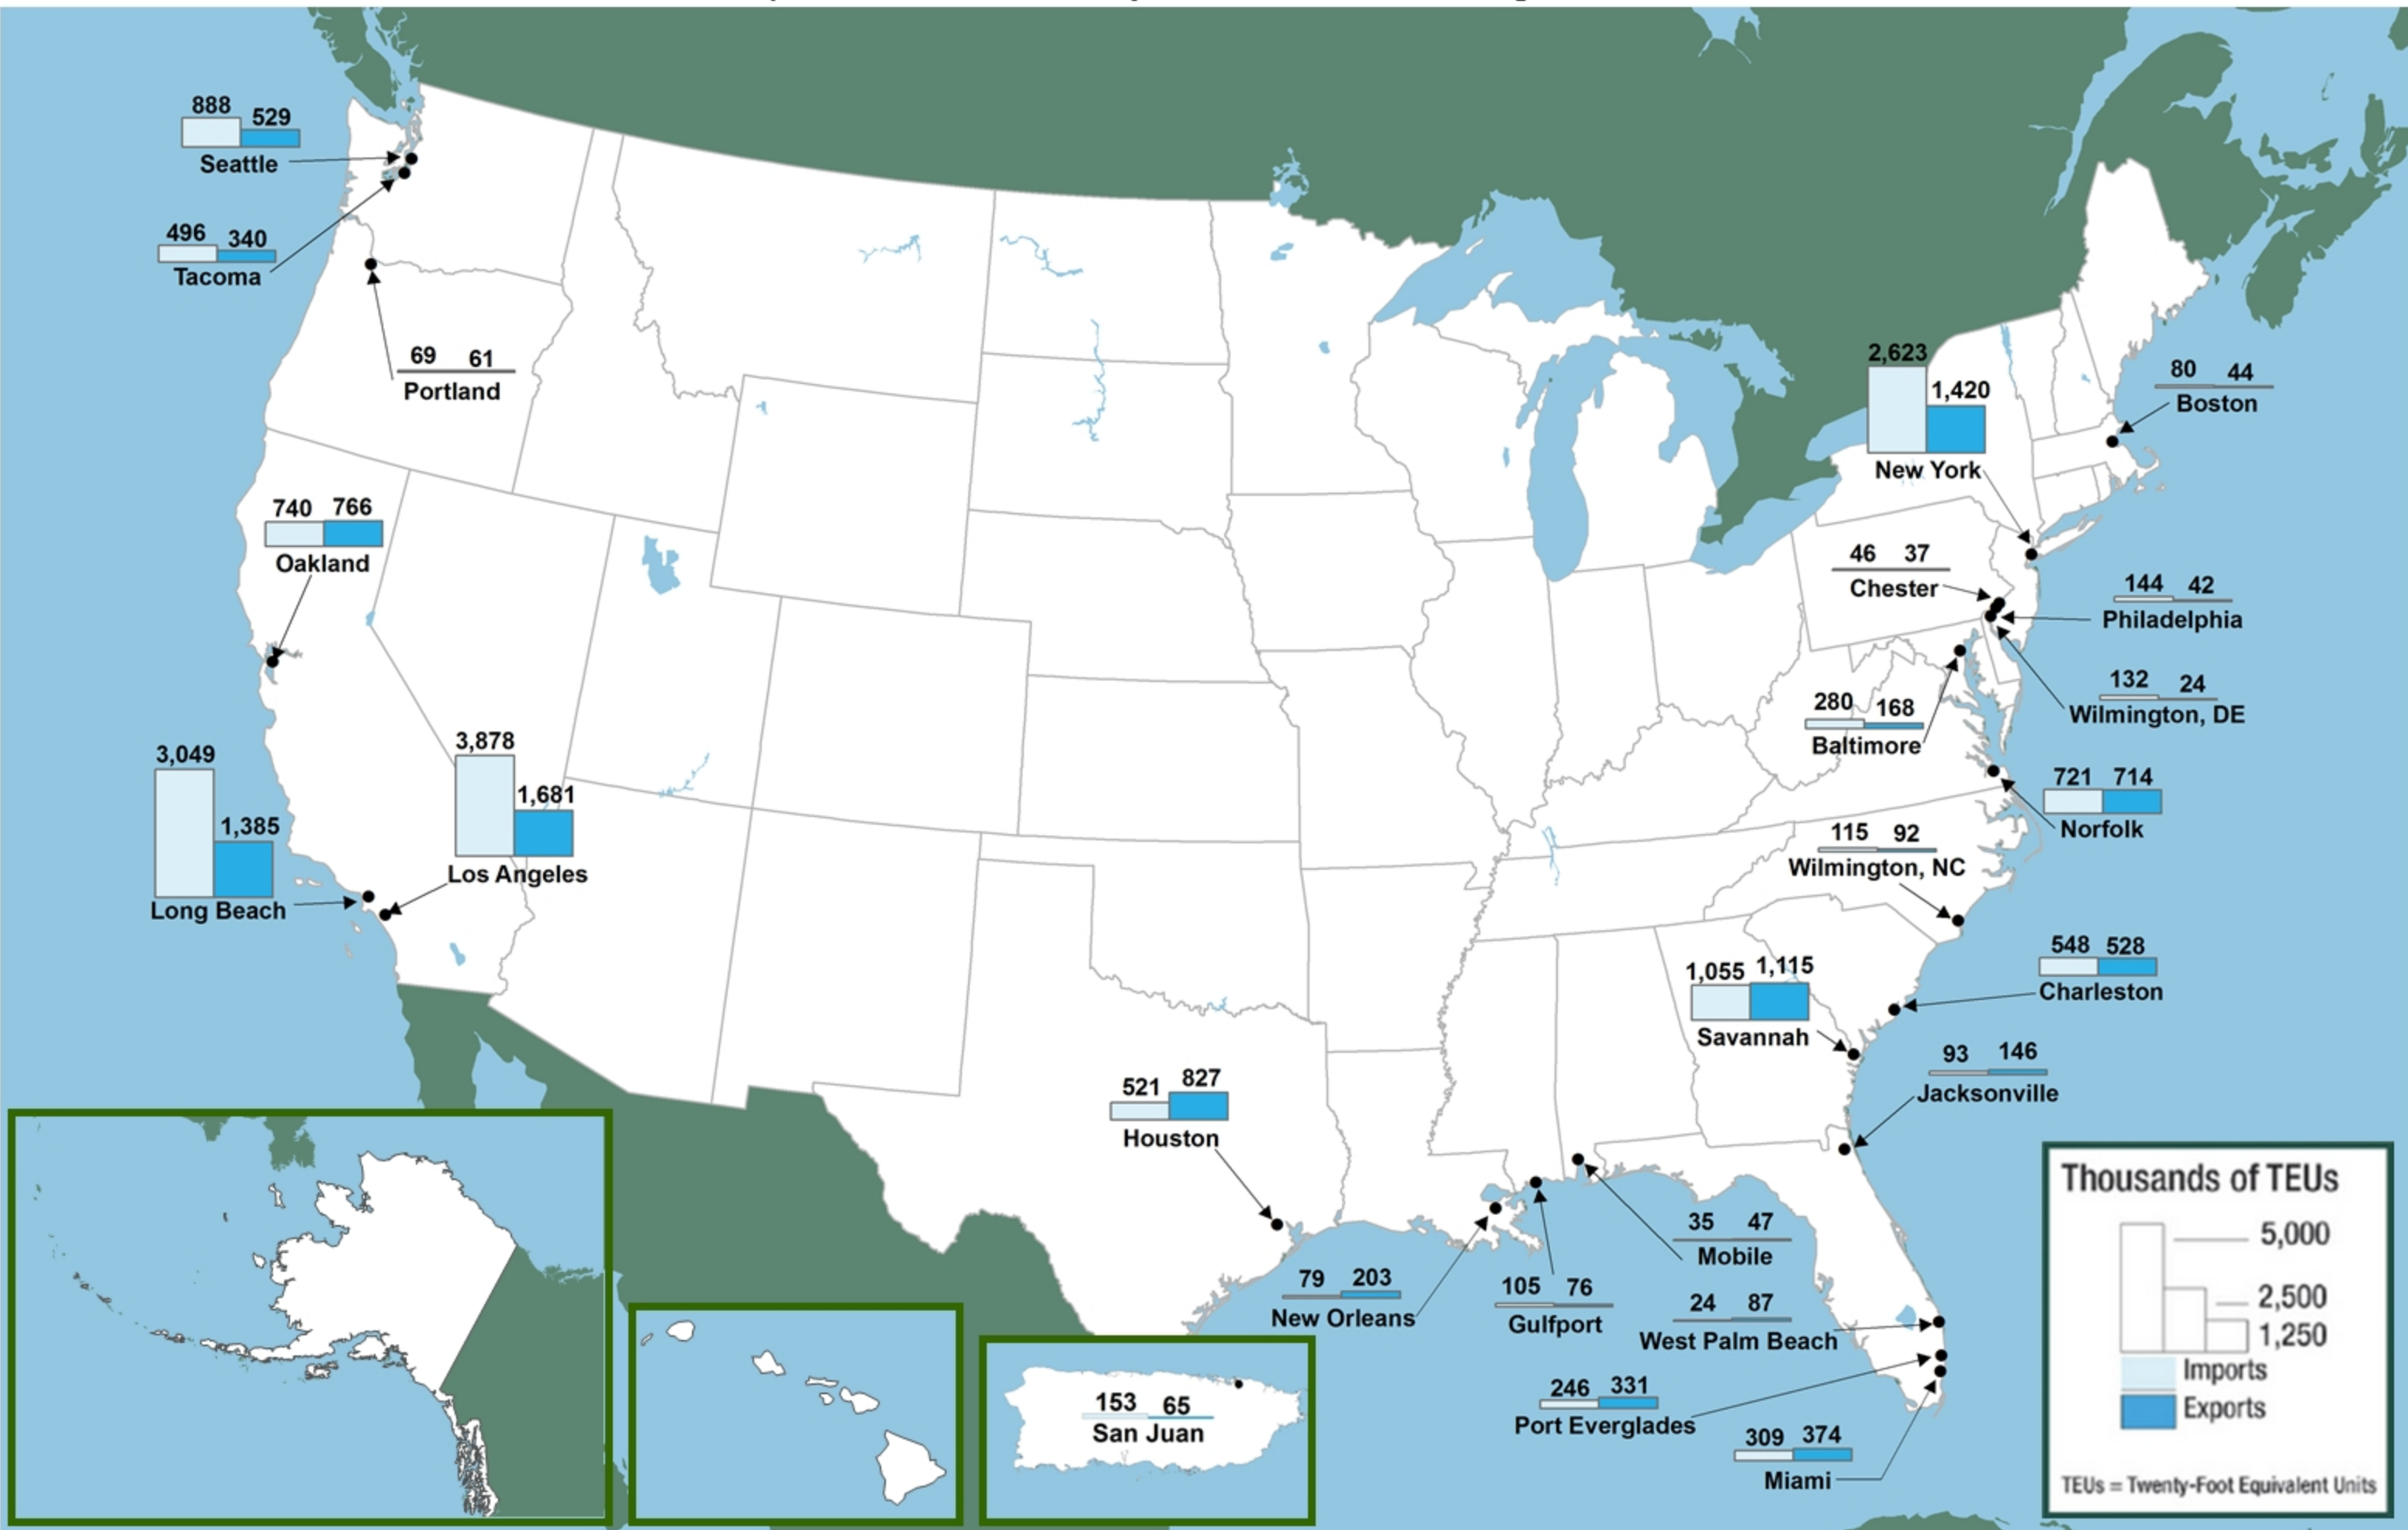 888 529
Seattle
496 340
Tacoma
69 61
Portland
740 766
Oakland
3,049
1,385
Long Beach
3,878
1,681
Los Angeles
2,623
1,420
New York
80 44
Boston
46 37
Chester
144 42
Philadelphia
132 24
Wilmington, DE
280 168
Baltimore
721 714
Norfolk
115 92
Wilmington, NC
548 528
Charleston
1,055 1,115
Savannah
93 146
Jacksonville
521 827
Houston
79 203
New Orleans
105 76
Gulfport
35 47
Mobile
24 87
West Palm Beach
246 331
Port Everglades
309 374
Miami
153 65
San Juan
Thousands of TEUs
5,000
2,500
1,250
Imports
Exports
TEUs = Twenty-Foot Equivalent Units